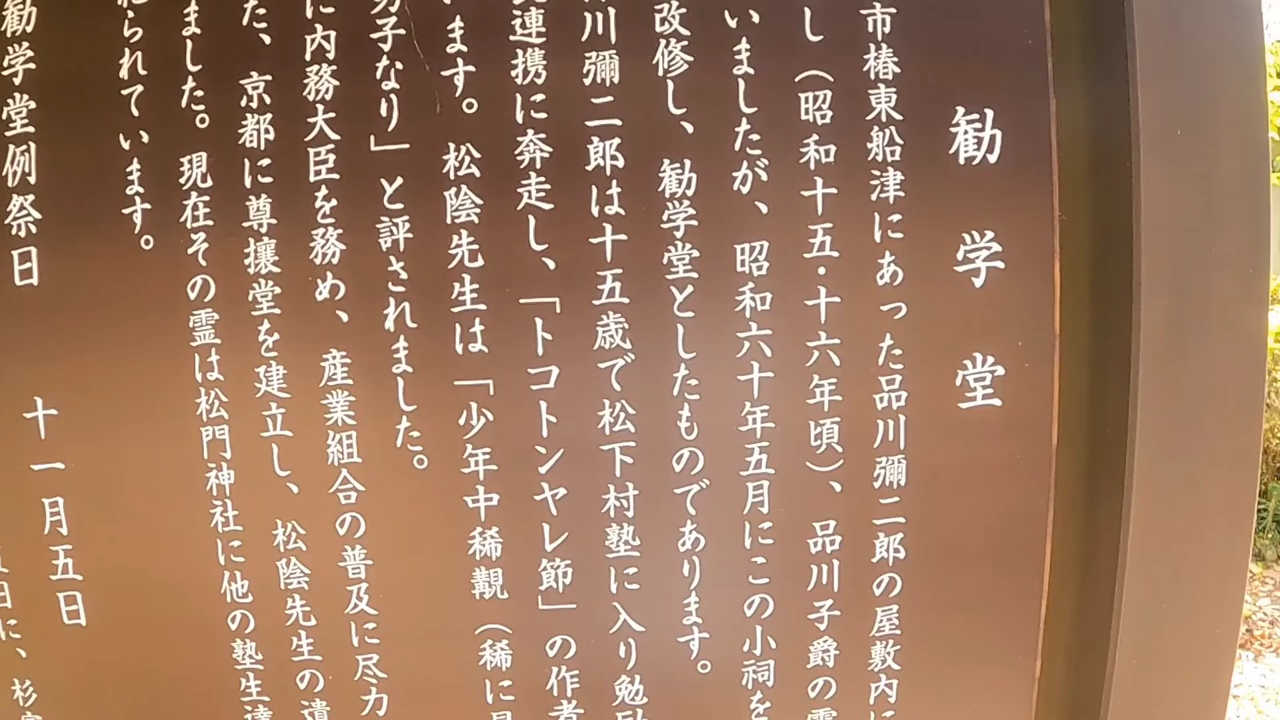 勧学堂
市椿東船津にあった品川彌二郎の屋敷内に
し（昭和十五・十六年頃）、品川子爵の霊
いましたが、昭和六十年五月にこの小祠を
改修し、勧学堂としたものであります。
川彌二郎は十五歳で松下村塾に入り勉励
連携に奔走し、「トコトンヤレ節」の作者
います。松陰先生は「少年中稀覯（稀に見
男子なり」と評されました。
に内務大臣を務め、産業組合の普及に尽力
た、京都に尊攘堂を建立し、松陰先生の遺
ました。現在その霊は松門神社に他の塾生達
られています。
勧学堂例祭日
十一月五日
日に、杉